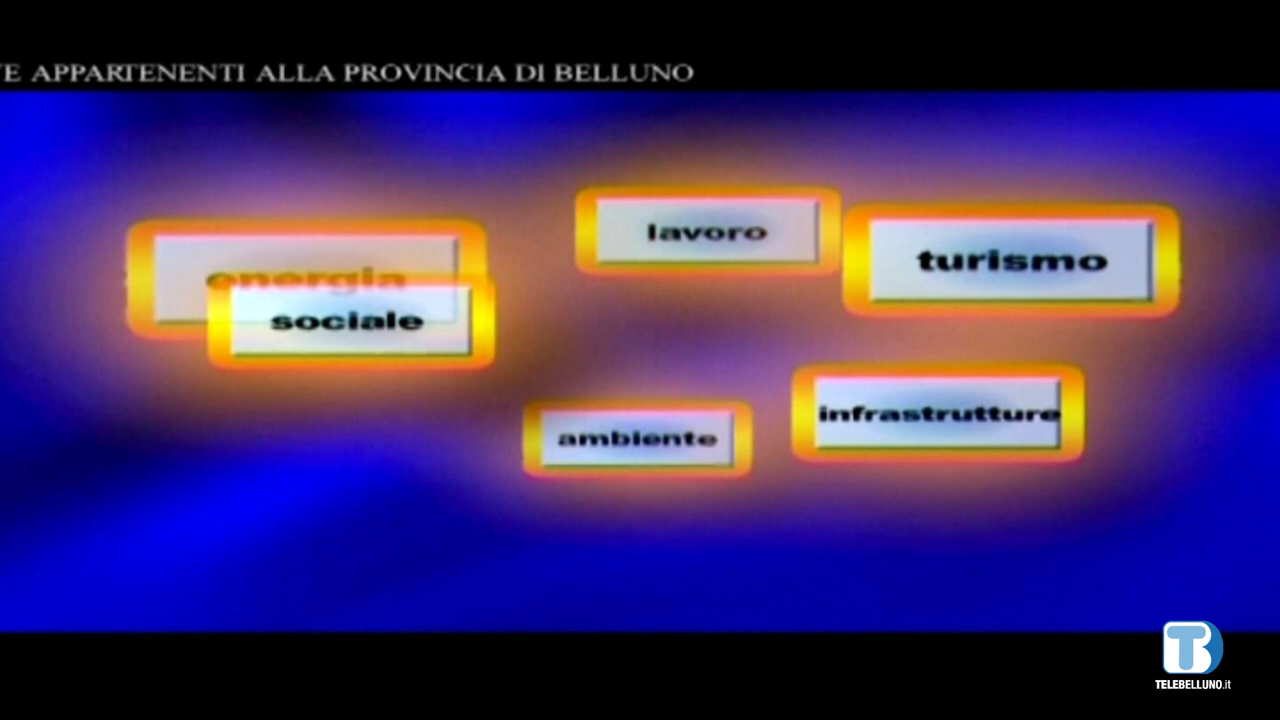 E APPARTENENTI ALLA PROVINCIA DI BELLUNO
lavoro
turismo
energia
sociale
infrastrutture
ambiente
TELEBELLUNO.it